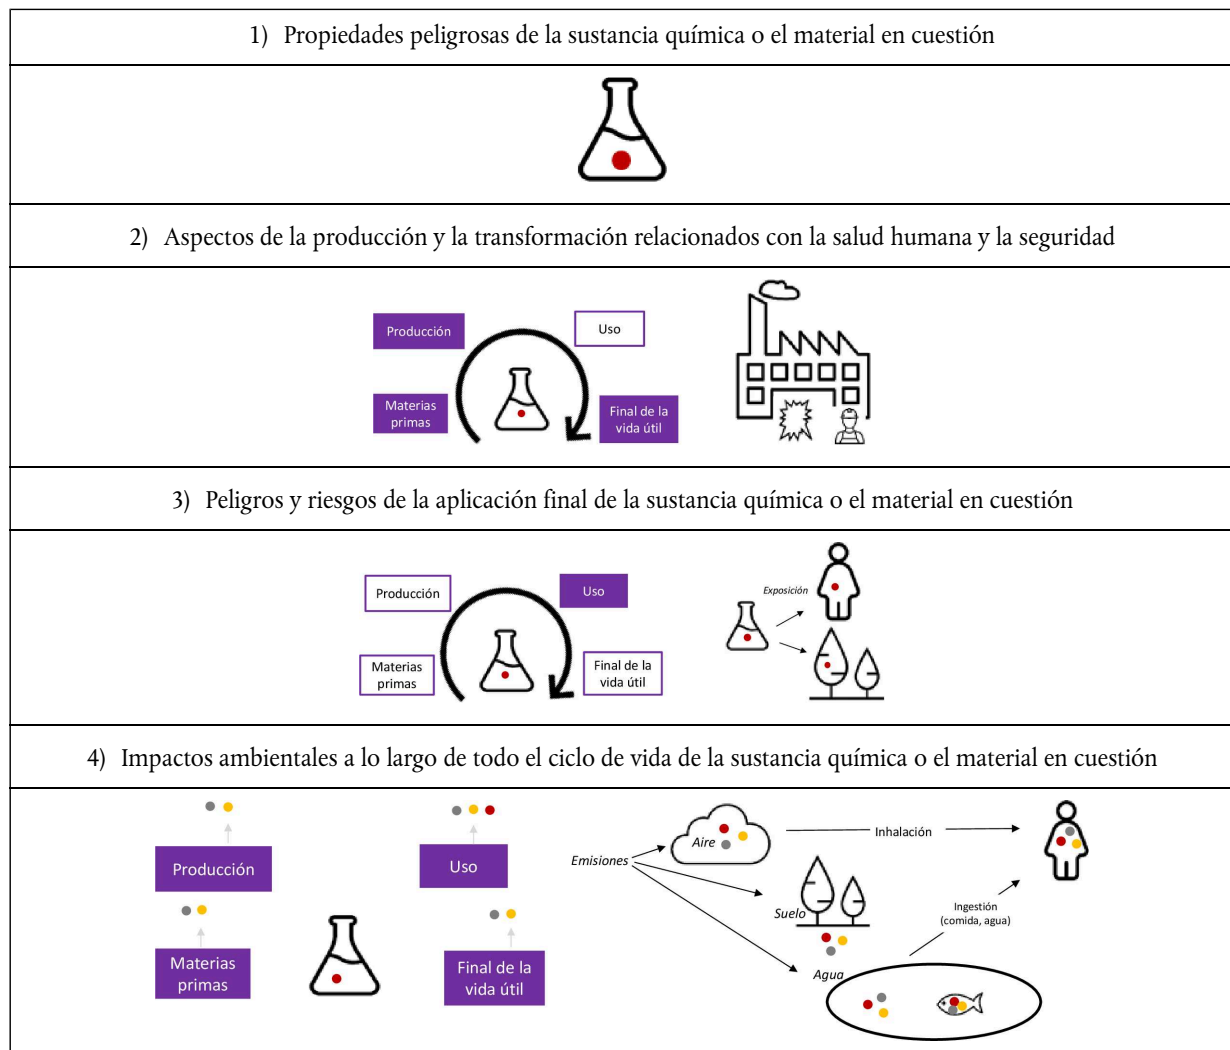 1) Propiedades peligrosas de la sustancia química o el material en cuestión
2) Aspectos de la producción y la transformación relacionados con la salud humana y la seguridad
Producción
Uso
Materias
primas
Final de la
vida útil
3) Peligros y riesgos de la aplicación final de la sustancia química o el material en cuestión
Producción
Uso
Exposición
Materias
primas
Final de la
vida útil
4) Impactos ambientales a lo largo de todo el ciclo de vida de la sustancia química o el material en cuestión
Producción
Uso
Materias
primas
Final de la
vida útil
Emisiones
Aire
Inhalación
Suelo
Ingestión
(comida, agua)
Agua